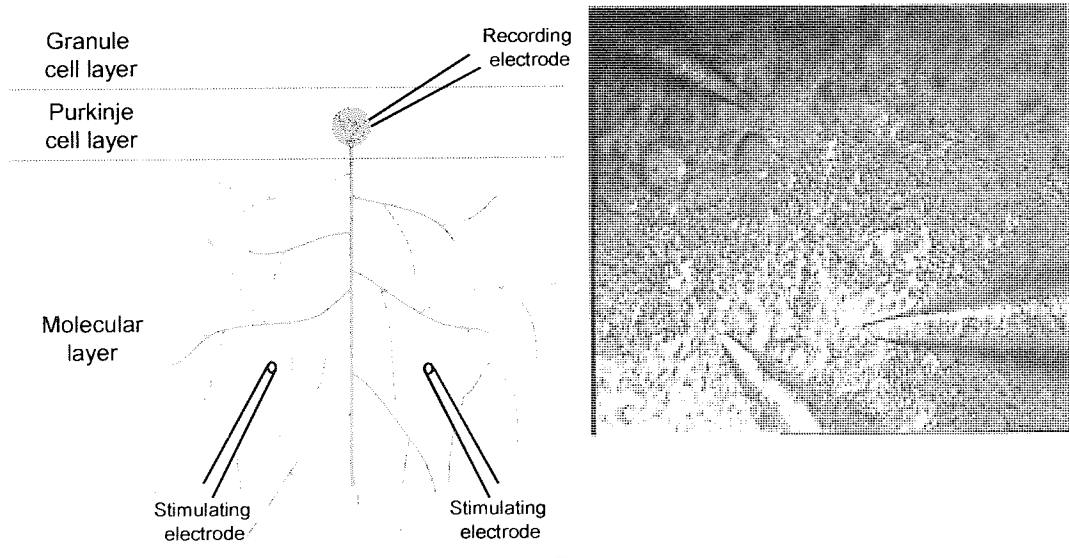 Granule
cell layer
Recording
electrode
Purkinje
cell layer
Molecular
layer
Stimulating
electrode
Stimulating
electrode